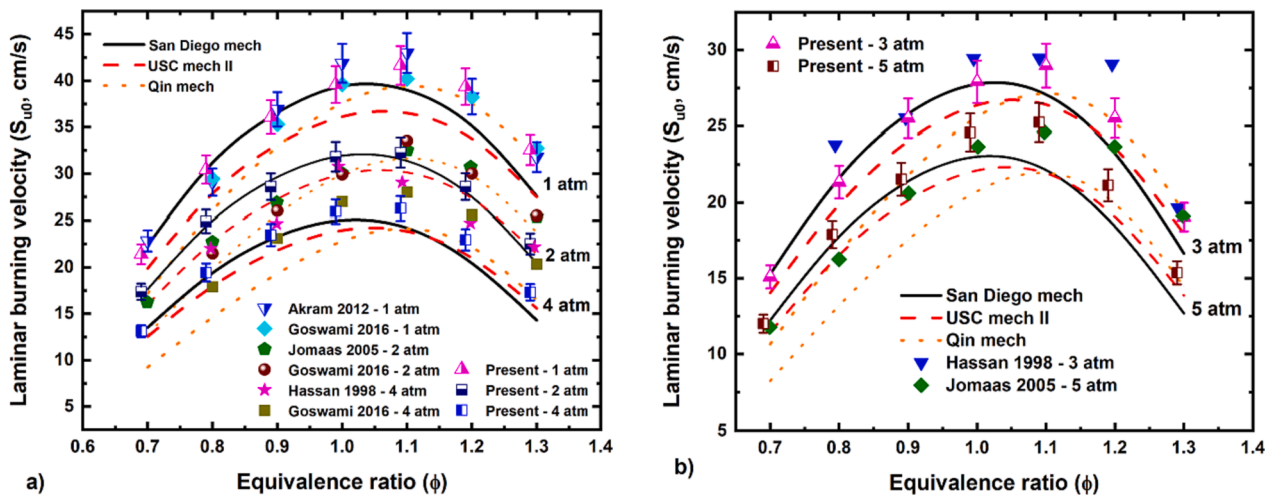 45
40
35
30
25
20
15
10
5
Laminar burning velocity (Su0, cm/s)
San Diego mech
USC mech II
Qin mech
1 atm
2 atm
4 atm
Akram 2012 - 1 atm
Goswami 2016 - 1 atm
Jomaas 2005 - 2 atm
Goswami 2016 - 2 atm
Hassan 1998 - 4 atm
Goswami 2016 - 4 atm
Present - 1 atm
Present - 2 atm
Present - 4 atm
0.6 0.7 0.8 0.9 1.0 1.1 1.2 1.3 1.4
a) Equivalence ratio (ϕ)
30
25
20
15
10
5
Laminar burning velocity (Su0, cm/s)
Present - 3 atm
Present - 5 atm
3 atm
5 atm
San Diego mech
USC mech II
Qin mech
Hassan 1998 - 3 atm
Jomaas 2005 - 5 atm
0.7 0.8 0.9 1.0 1.1 1.2 1.3 1.4
b) Equivalence ratio (ϕ)